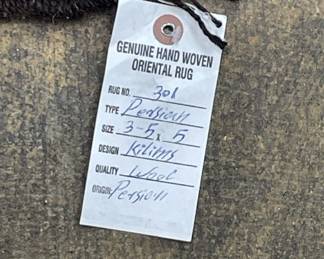 GENUINE HAND WOVEN
ORIENTAL RUG
RUG NO. 301
TYPE Persian
SIZE 3-5 x 5
DESIGN Kilims
QUALITY Wool
ORIGIN: Persian